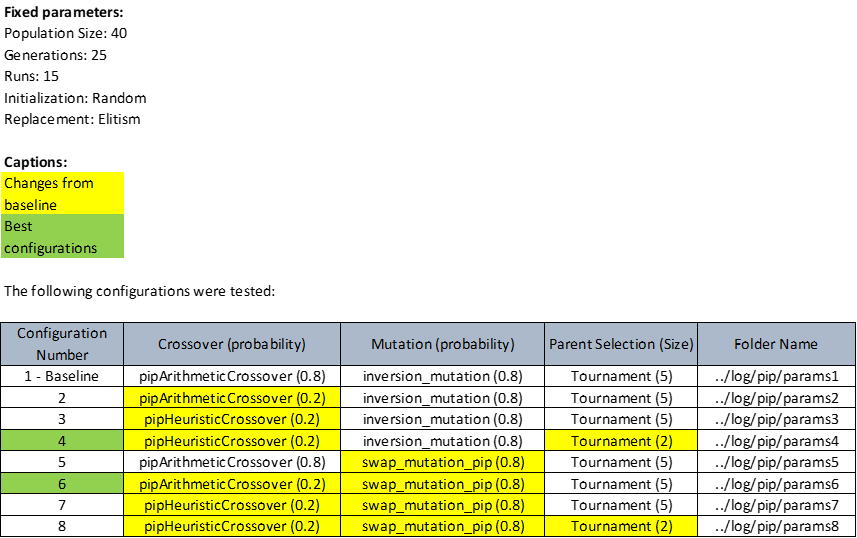 Fixed parameters:
Population Size: 40
Generations: 25
Runs: 15
Initialization: Random
Replacement: Elitism
Captions:
Changes from
baseline
Best
configurations
The following configurations were tested:
Configuration Number Crossover (probability) Mutation (probability) Parent Selection (Size) Folder Name
1 - Baseline pipArithmeticCrossover (0.8) inversion_mutation (0.8) Tournament (5) ../log/pip/params1
2 pipArithmeticCrossover (0.2) inversion_mutation (0.8) Tournament (5) ../log/pip/params2
3 pipHeuristicCrossover (0.2) inversion_mutation (0.8) Tournament (5) ../log/pip/params3
4 pipHeuristicCrossover (0.2) inversion_mutation (0.8) Tournament (2) ../log/pip/params4
5 pipArithmeticCrossover (0.8) swap_mutation_pip (0.8) Tournament (5) ../log/pip/params5
6 pipArithmeticCrossover (0.2) swap_mutation_pip (0.8) Tournament (5) ../log/pip/params6
7 pipHeuristicCrossover (0.2) swap_mutation_pip (0.8) Tournament (5) ../log/pip/params7
8 pipHeuristicCrossover (0.2) swap_mutation_pip (0.8) Tournament (2) ../log/pip/params8